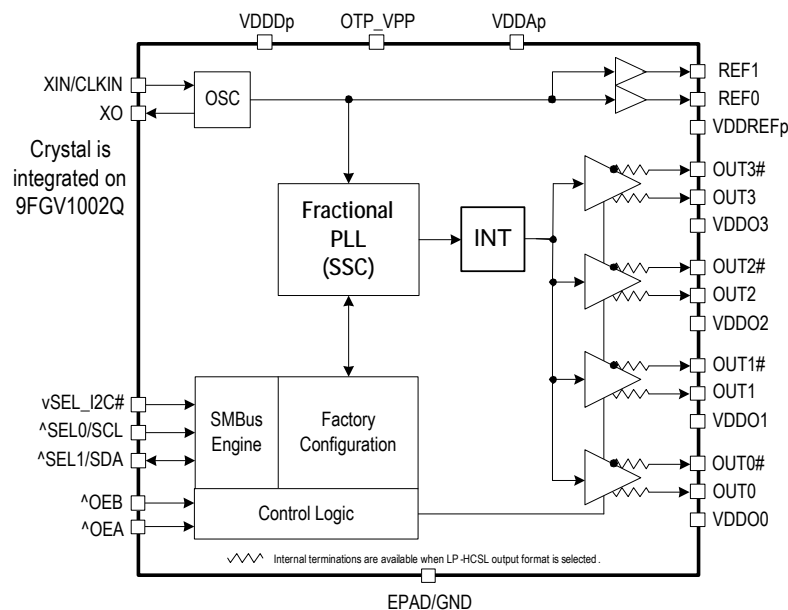 VDDDp
OTP_VPP
VDDAp
XIN/CLKIN
XO
OSC
REF1
REF0
VDDREFp
Crystal is
integrated on
9FGV1002Q
Fractional
PLL
(SSC)
INT
OUT3#
OUT3
VDDO3
OUT2#
OUT2
VDDO2
OUT1#
OUT1
VDDO1
OUT0#
OUT0
VDDO0
vSEL_I2C#
^SEL0/SCL
^SEL1/SDA
^OEB
^OEA
SMBus
Engine
Factory
Configuration
Control Logic
Internal terminations are available when LP-HCSL output format is selected.
EPAD/GND